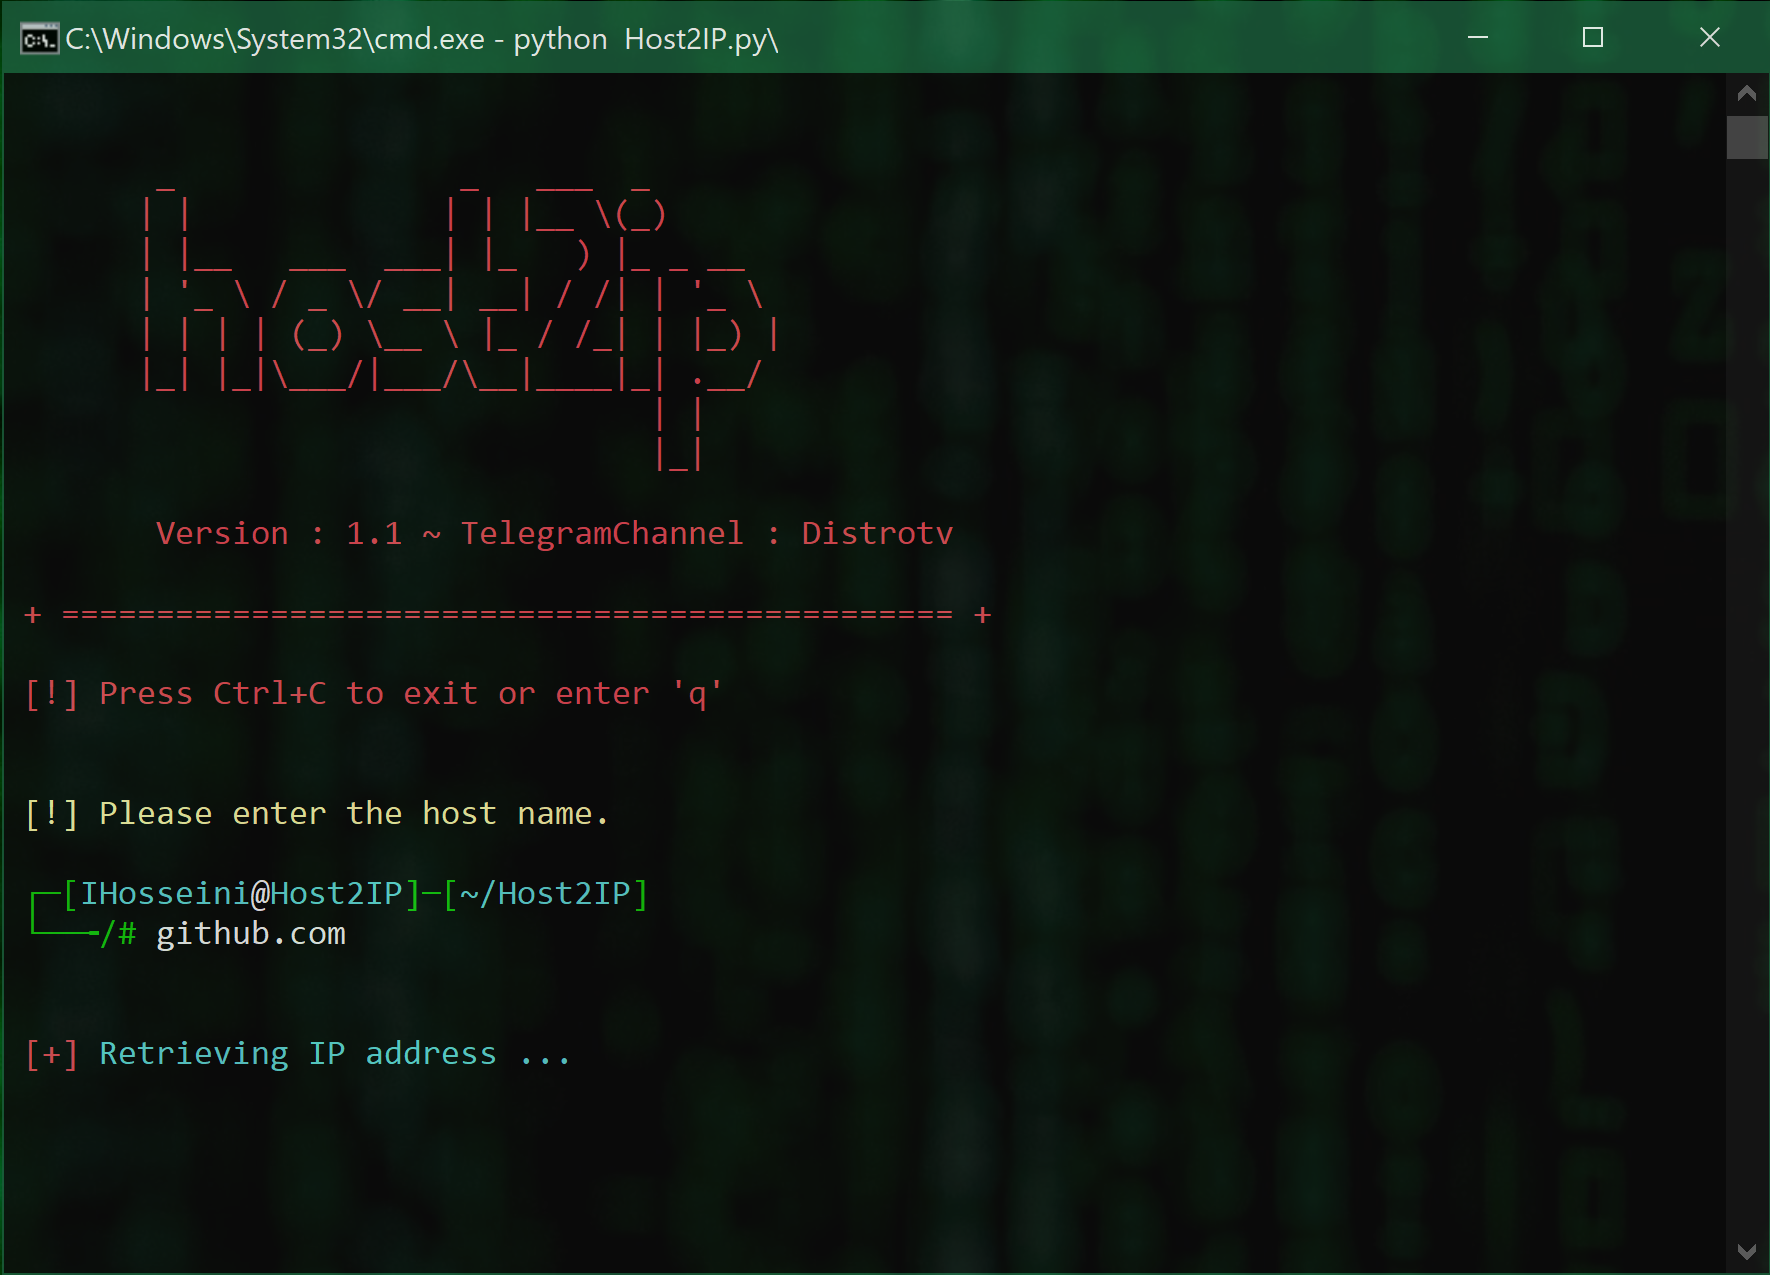 C:\Windows\System32\cmd.exe - python  Host2IP.py\
host2ip
Version : 1.1 ~ TelegramChannel : Distrotv
+ =============================================== +
[!] Press Ctrl+C to exit or enter 'q'
[!] Please enter the host name.
┌─[IHosseini@Host2IP]─[~/Host2IP]
└──╼/# github.com
[+] Retrieving IP address ...